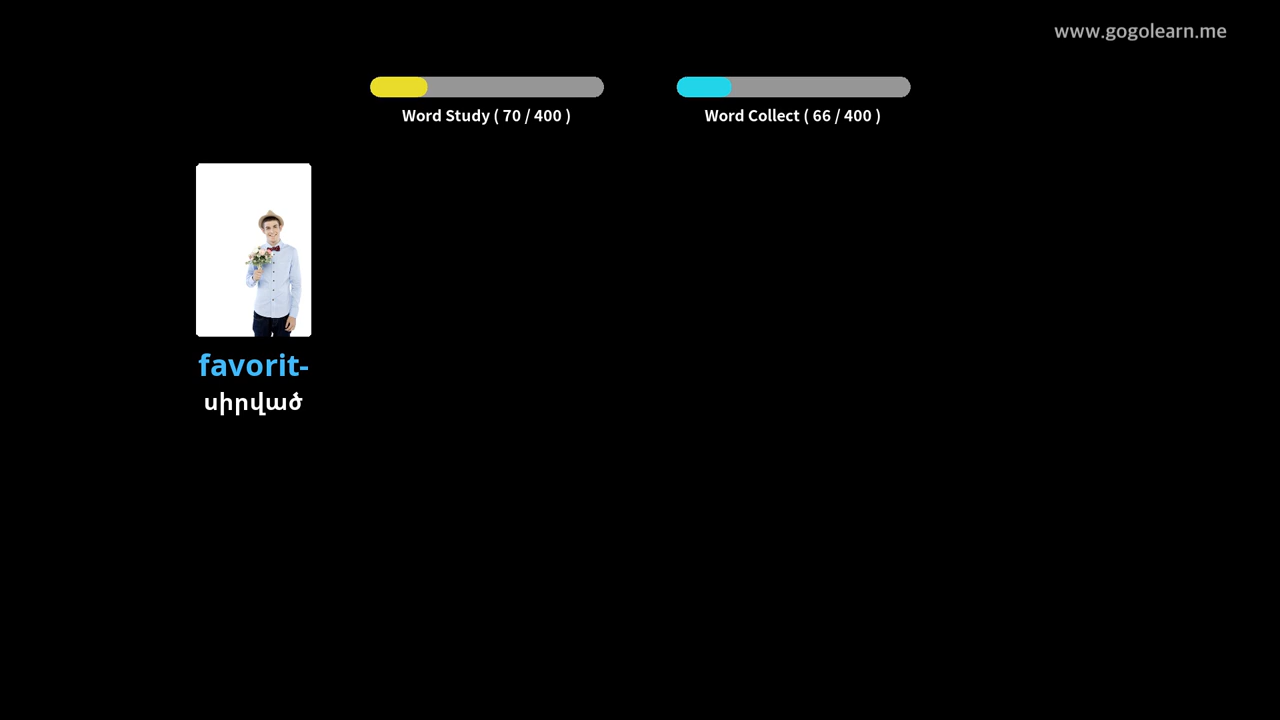 www.gogolearn.me
Word Study ( 70 / 400 )
Word Collect ( 66 / 400 )
favorit-
սիրված